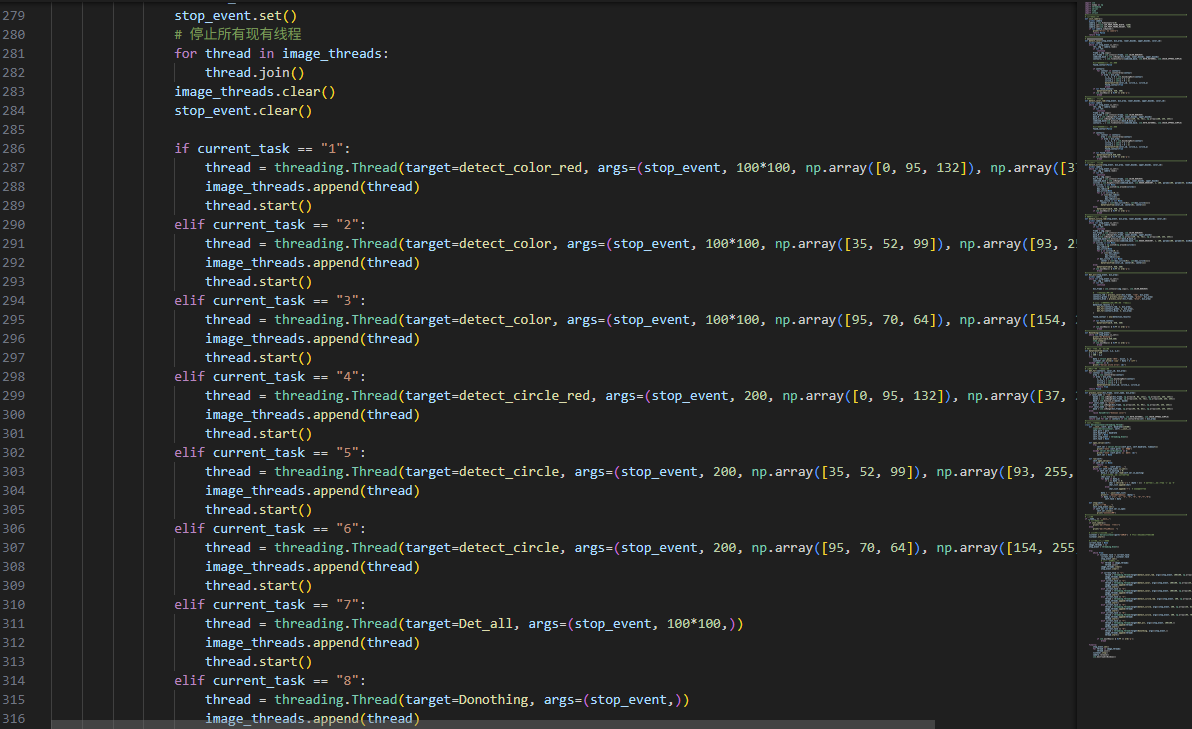 279 stop_event.set()
280 # 停止所有现有线程
281 for thread in image_threads:
282 thread.join()
283 image_threads.clear()
284 stop_event.clear()
285
286 if current_task == "1":
287 thread = threading.Thread(target=detect_color_red, args=(stop_event, 100*100, np.array([0, 95, 132]), np.array([3
288 image_threads.append(thread)
289 thread.start()
290 elif current_task == "2":
291 thread = threading.Thread(target=detect_color, args=(stop_event, 100*100, np.array([35, 52, 99]), np.array([93, 2
292 image_threads.append(thread)
293 thread.start()
294 elif current_task == "3":
295 thread = threading.Thread(target=detect_color, args=(stop_event, 100*100, np.array([95, 70, 64]), np.array([154,
296 image_threads.append(thread)
297 thread.start()
298 elif current_task == "4":
299 thread = threading.Thread(target=detect_circle_red, args=(stop_event, 200, np.array([0, 95, 132]), np.array([37,
300 image_threads.append(thread)
301 thread.start()
302 elif current_task == "5":
303 thread = threading.Thread(target=detect_circle, args=(stop_event, 200, np.array([35, 52, 99]), np.array([93, 255,
304 image_threads.append(thread)
305 thread.start()
306 elif current_task == "6":
307 thread = threading.Thread(target=detect_circle, args=(stop_event, 200, np.array([95, 70, 64]), np.array([154, 255
308 image_threads.append(thread)
309 thread.start()
310 elif current_task == "7":
311 thread = threading.Thread(target=Det_all, args=(stop_event, 100*100,))
312 image_threads.append(thread)
313 thread.start()
314 elif current_task == "8":
315 thread = threading.Thread(target=Donothing, args=(stop_event,))
316 image_threads.append(thread)